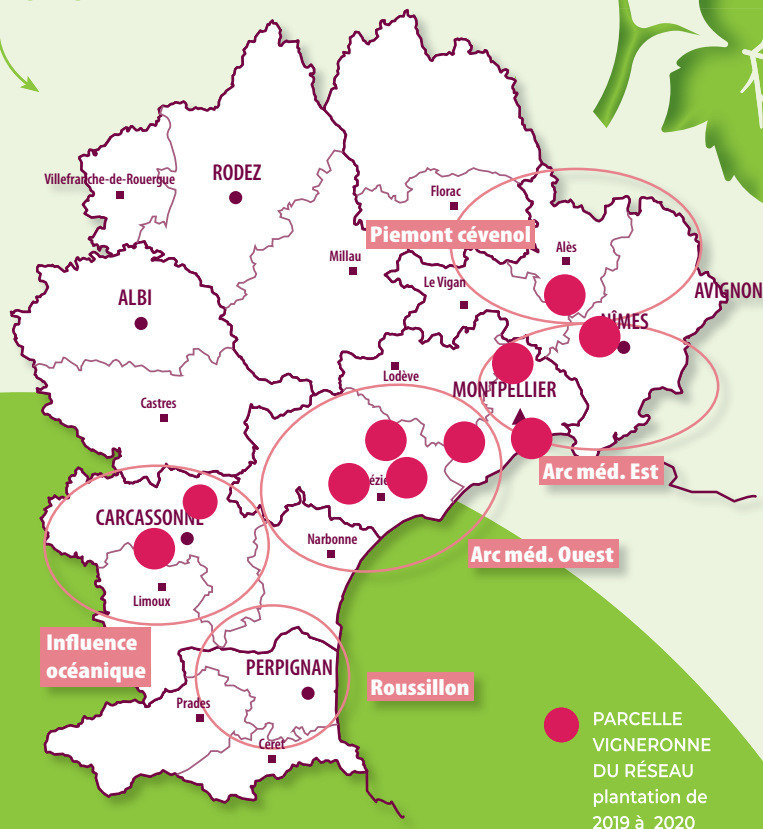 RODEZ
Villefranche-de-Rouergue
Florac
Piemont cévenol
Alès
Millau
Le Vigan
AVIGNON
ALBI
NÎMES
Lodève
MONTPELLIER
Castres
Arc méd. Est
CARCASSONNE
Narbonne
Arc méd. Ouest
Limoux
Influence
océanique
PERPIGNAN
Roussillon
Prades
Céret
PARCELLE
VIGNERONNE
DU RÉSEAU
plantation de
2019 à 2020